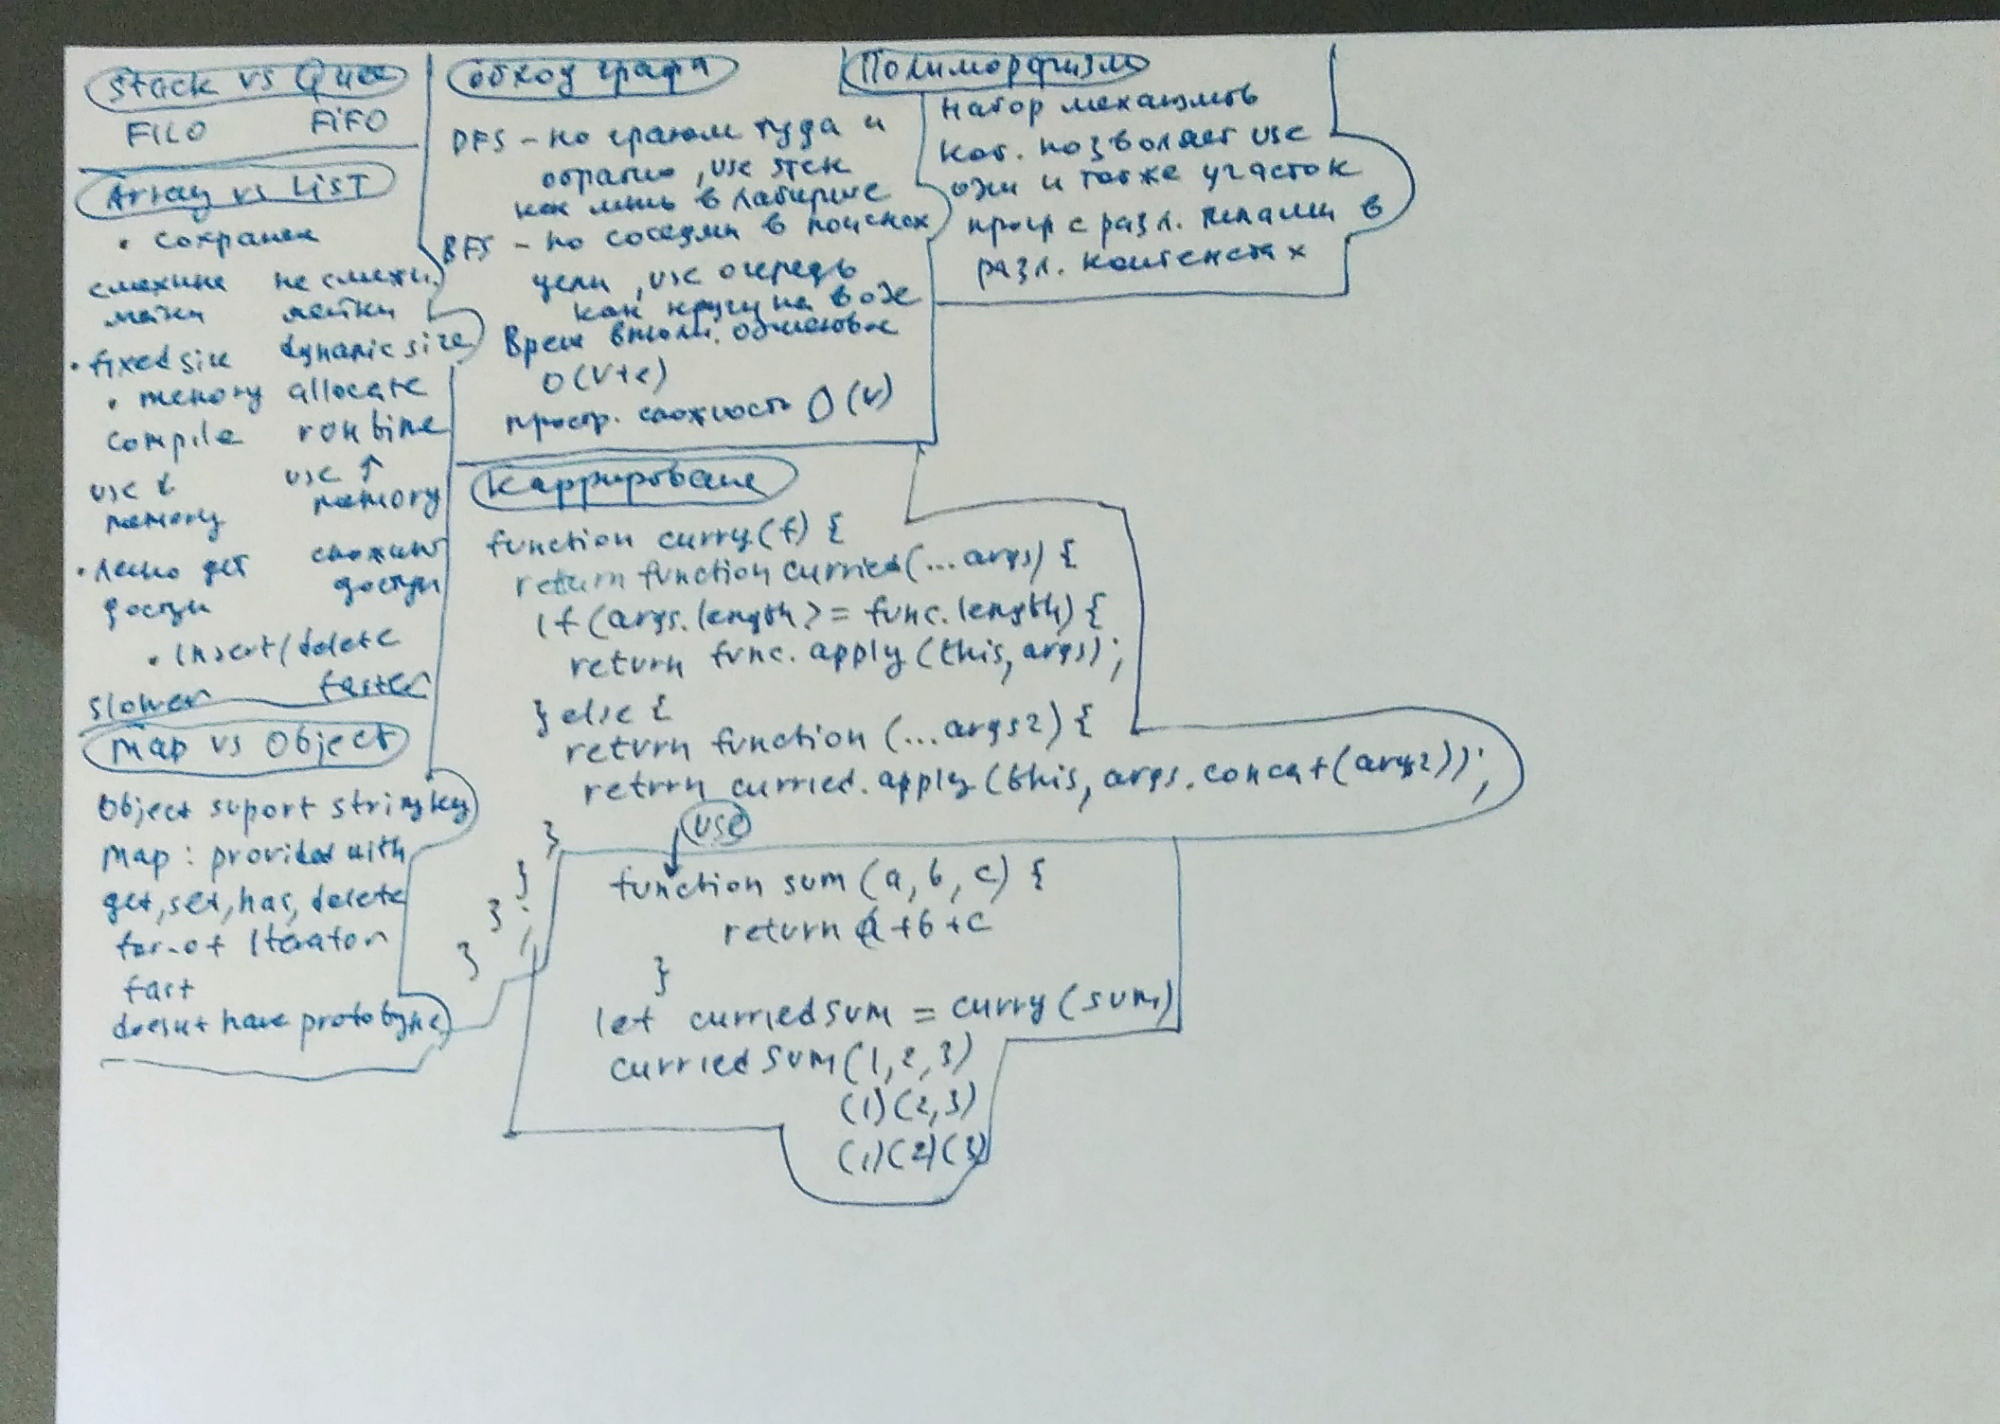 Stack vs Quee
FILO FiFO
Array vs List
• сохранен
смежные не смежн.
ячейки ячейки
• fixed size dynamic size
• memory allocate
compile runtime
use ↓ use ↑
memory memory
• легко get сложный
доступ доступ
• insert/delete
slower faster
map vs Object
Object suport string key
map : provided with
get, set, has, delete
for-of iterator
fast
doesnt have prototype
обход графа
DFS - по граням туда и
обратно, use стек
как мышь в лабиринте
BFS - по соседям в поисках
цели, use очередь
как круги на воде
Время выполн.
O(V+e)
простр. сложность O(v)
Полиморфизм
набор механизмов
кот. позволяет use
один и тот же участок
прогр с разл. типами в
разл. контекстах
Каррирование
function curry(f) {
return function curried(...args) {
if (args.length >= func.length) {
return func.apply(this, args);
} else {
return function (...args2) {
return curried.apply(this, args.concat(args2));
}
}
};
}
use
function sum (a, b, c) {
return a+b+c
}
let curriedSum = curry(sum)
curriedSum(1,2,3)
(1)(2,3)
(1)(2)(3)